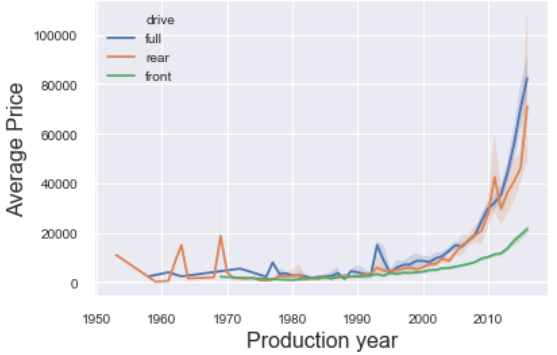 drive
full
rear
front
100000
80000
60000
40000
20000
0
Average Price
1950 1960 1970 1980 1990 2000 2010
Production year